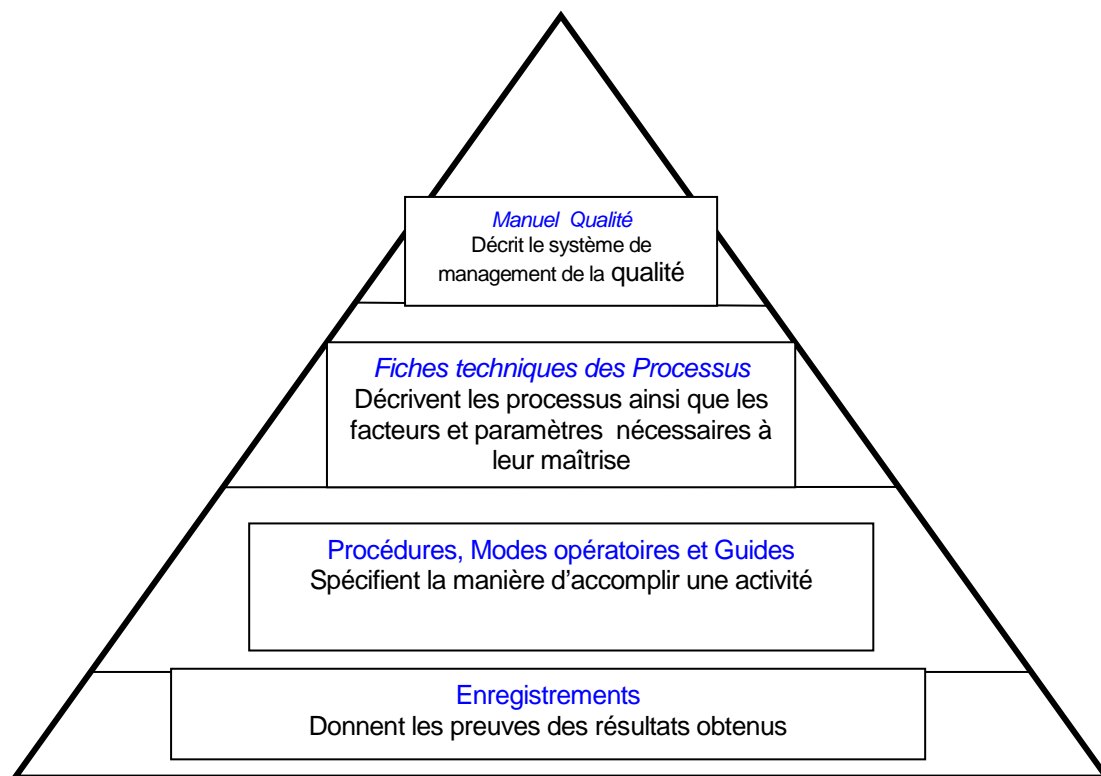 Manuel Qualité
Décrit le système de
management de la qualité
Fiches techniques des Processus
Décrivent les processus ainsi que les
facteurs et paramètres nécessaires à
leur maîtrise
Procédures, Modes opératoires et Guides
Spécifient la manière d’accomplir une activité
Enregistrements
Donnent les preuves des résultats obtenus